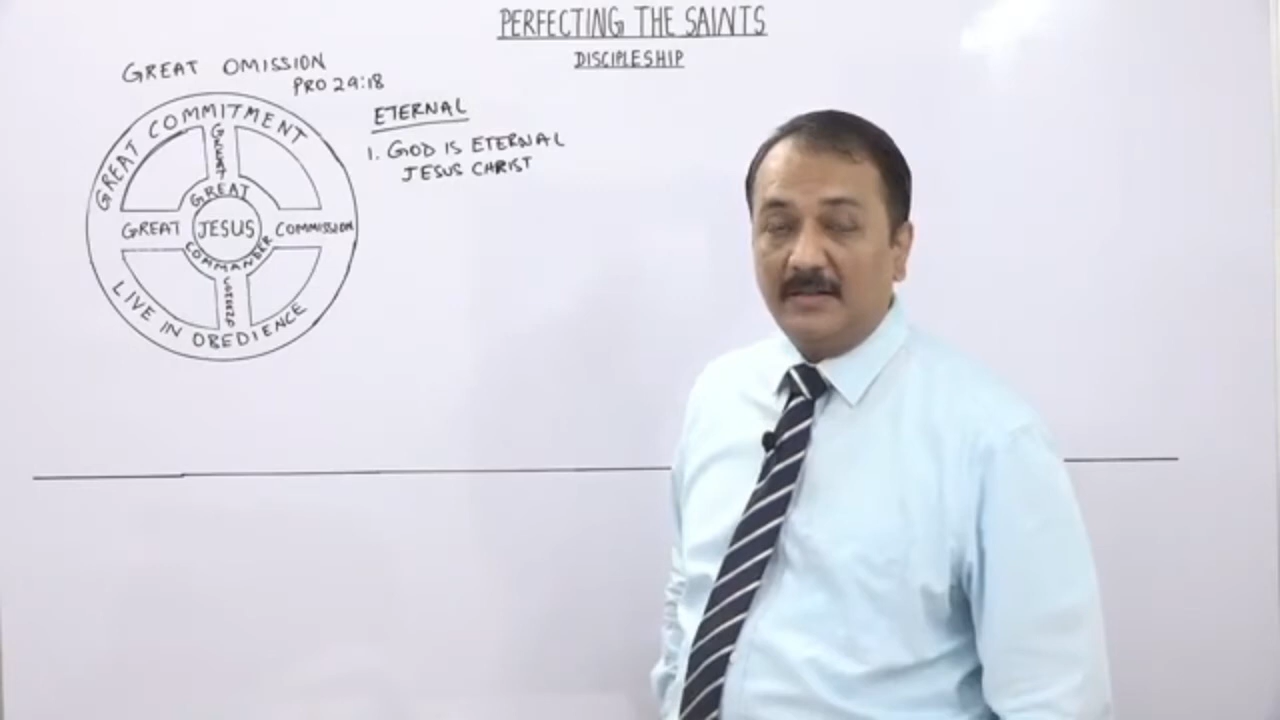 PERFECTING THE SAINTS
DISCIPLESHIP
GREAT OMISSION
PRO 29:18
GREAT COMMITMENT
GREAT
GREAT
GREAT
JESUS
COMMISSION
COMMANDER
LIVE IN OBEDIENCE
ETERNAL
1. GOD IS ETERNAL
JESUS CHRIST